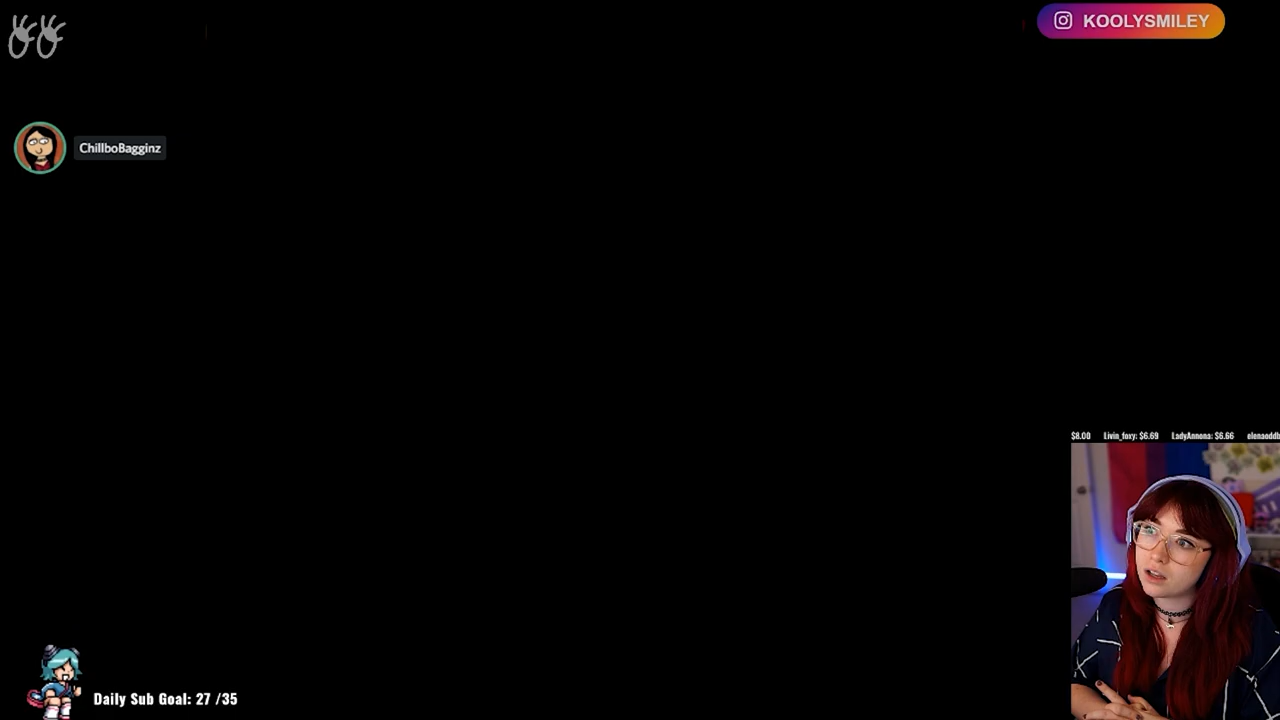 KOOLYSMILEY
ChillboBagginz
$8.00 Livin_foxy: $6.69 LadyAnnona: $6.66
Daily Sub Goal: 27 /35